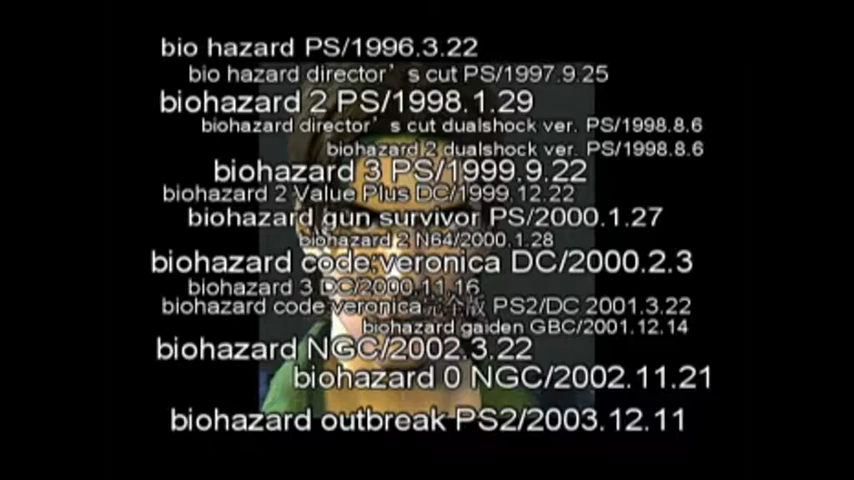 bio hazard PS/1996.3.22
bio hazard director’s cut PS/1997.9.25
biohazard 2 PS/1998.1.29
biohazard director’s cut dualshock ver. PS/1998.8.6
biohazard 2 dualshock ver. PS/1998.8.6
biohazard 3 PS/1999.9.22
biohazard 2 Value Plus DC/1999.12.22
biohazard gun survivor PS/2000.1.27
biohazard 2 N64/2000.1.28
biohazard code:veronica DC/2000.2.3
biohazard 3 DC/2000.11.16
biohazard code:veronica完全版 PS2/DC 2001.3.22
biohazard gaiden GBC/2001.12.14
biohazard NGC/2002.3.22
biohazard 0 NGC/2002.11.21
biohazard outbreak PS2/2003.12.11